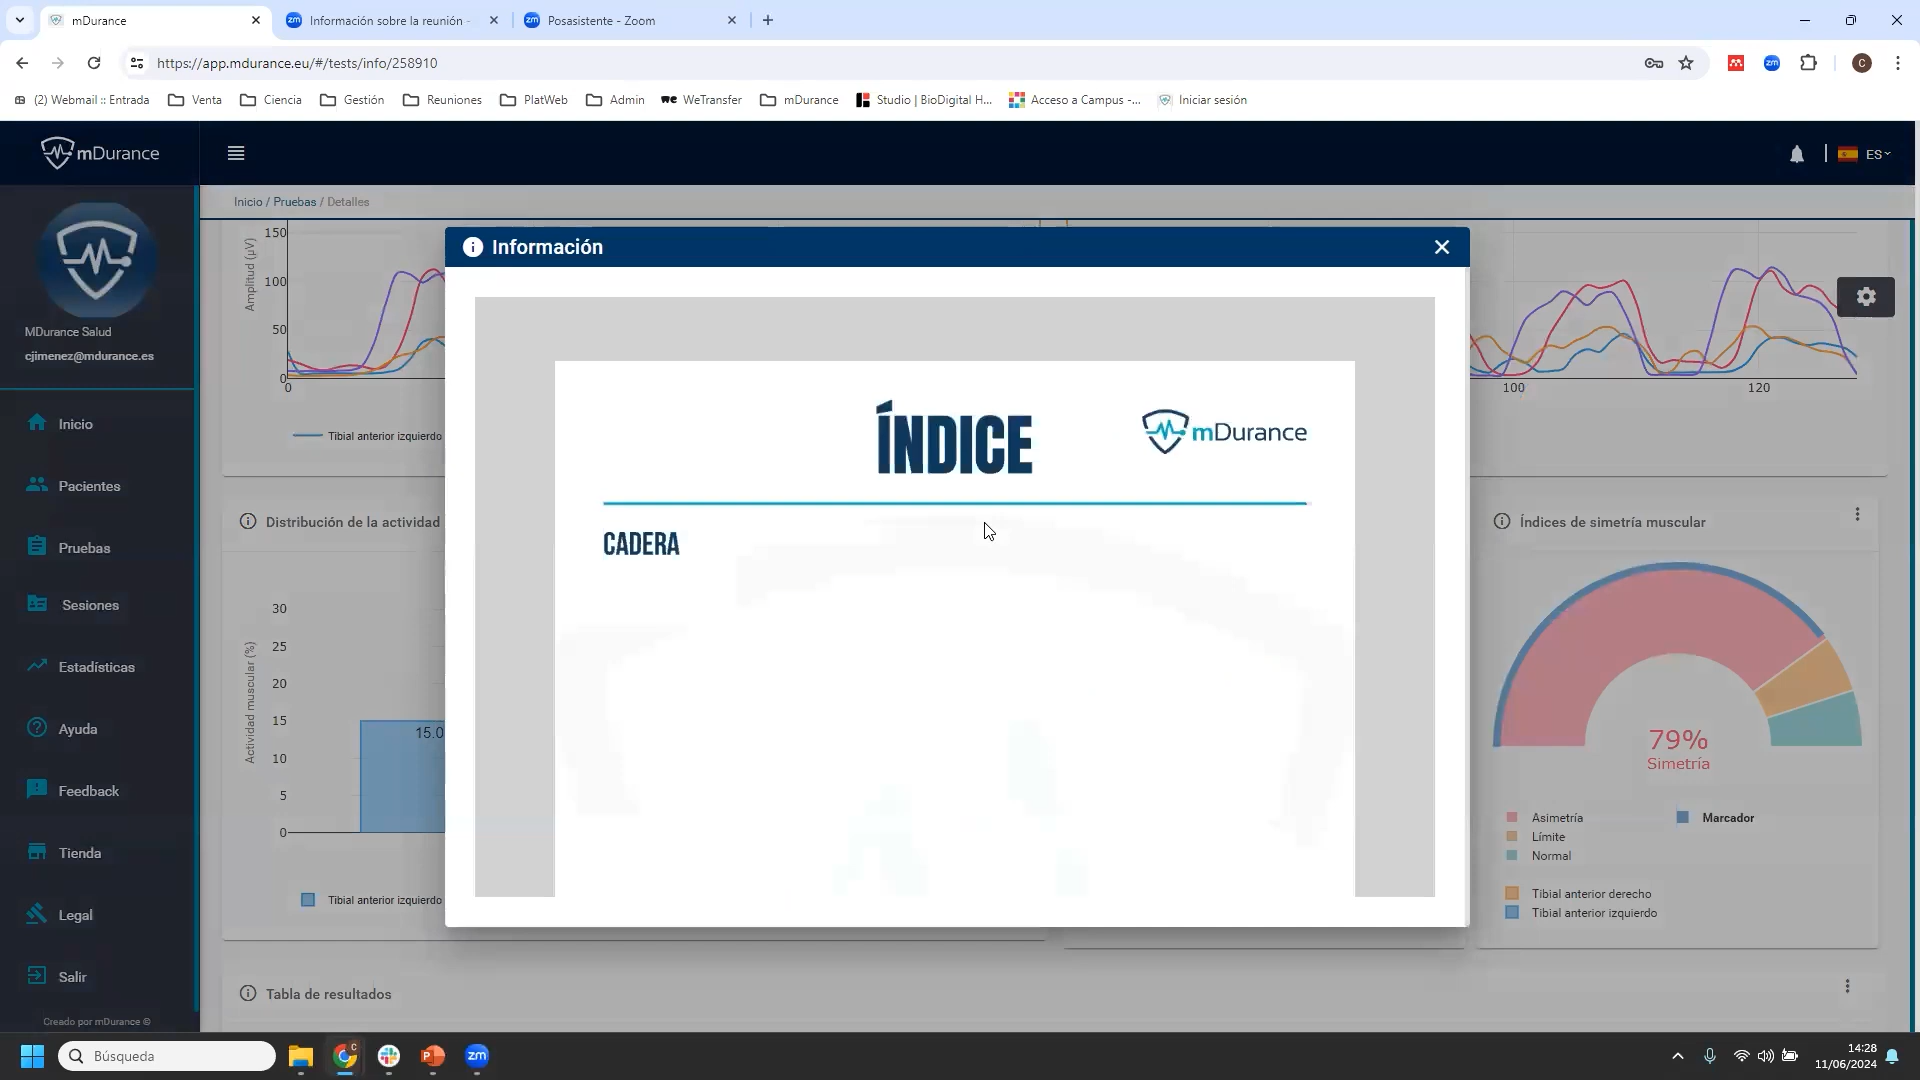 mDurance
Información sobre la reunión -
Posasistente - Zoom
https://app.mdurance.eu/#/tests/info/258910
(2) Webmail :: Entrada
Venta
Ciencia
Gestión
Reuniones
PlatWeb
Admin
WeTransfer
mDurance
Studio | BioDigital H...
Acceso a Campus -...
Iniciar sesión
mDurance
ES
MDurance Salud
cjimenez@mdurance.es
Inicio
Pacientes
Pruebas
Sesiones
Estadísticas
Ayuda
Feedback
Tienda
Legal
Salir
Creado por mDurance ©
Inicio / Pruebas / Detalles
Amplitud (µV)
150
100
50
0
0
100
120
Tibial anterior izquierdo
Información
ÍNDICE
mDurance
CADERA
Distribución de la actividad
Actividad muscular (%)
30
25
20
15
10
5
0
15.0
Tibial anterior izquierdo
Índices de simetría muscular
79%
Simetría
Asimetría
Marcador
Límite
Normal
Tibial anterior derecho
Tibial anterior izquierdo
Tabla de resultados
Búsqueda
14:28
11/06/2024